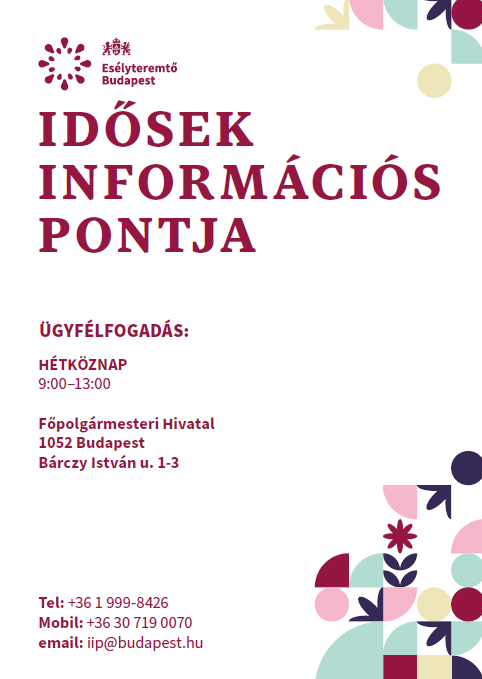 Esélyteremtő
Budapest
IDŐSEK
INFORMÁCIÓS
PONTJA
ÜGYFÉLFOGADÁS:
HÉTKÖZNAP
9:00–13:00
Főpolgármesteri Hivatal
1052 Budapest
Bárczy István u. 1-3
Tel: +36 1 999-8426
Mobil: +36 30 719 0070
email: iip@budapest.hu